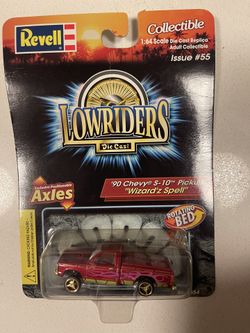 Revell
Collectible
1:64 Scale Die Cast Replica
Adult Collectible
Issue #55
LOWRIDERS
Die Cast
'90 Chevy® S-10™ Pickup
"Wizard'z Spell"
Axles
ROTATING
BED
WARNING: